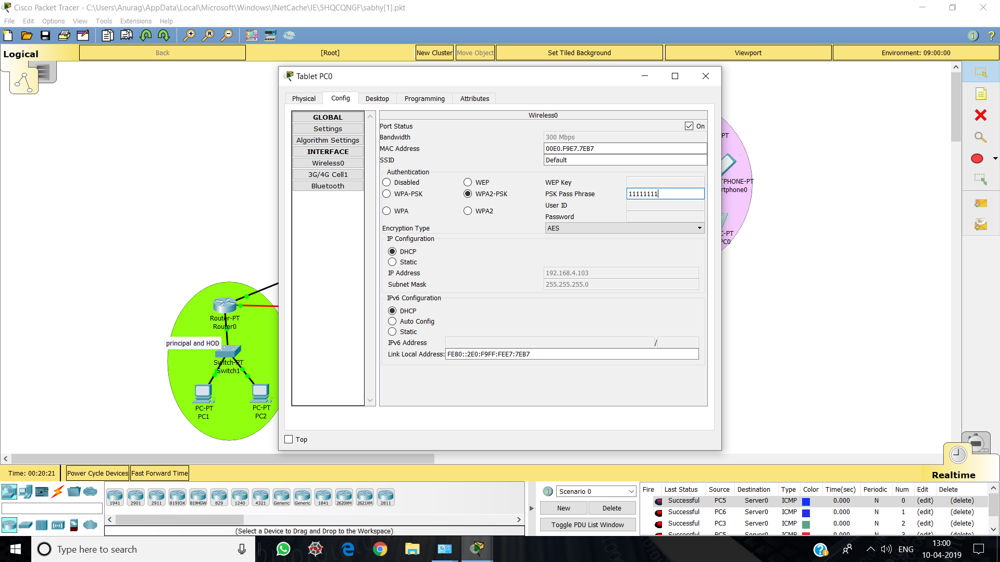 Cisco Packet Tracer - C:\Users\Anurag\AppData\Local\Microsoft\Windows\INetCache\IE\5HQCQNGF\sabhy[1].pkt
File Edit Options View Tools Extensions Help
Logical
Back
[Root]
New Cluster
Move Object
Set Tiled Background
Viewport
Environment: 09:00:00
Tablet PC0
Physical Config Desktop Programming Attributes
GLOBAL
Settings
Algorithm Settings
INTERFACE
Wireless0
3G/4G Cell1
Bluetooth
Wireless0
Port Status On
Bandwidth 300 Mbps
MAC Address 00E0.F9E7.7EB7
SSID Default
Authentication
Disabled WEP WEP Key
WPA-PSK WPA2-PSK PSK Pass Phrase 11111111
User ID
WPA WPA2
Password
Encryption Type AES
IP Configuration
DHCP
Static
IP Address 192.168.4.103
Subnet Mask 255.255.255.0
IPv6 Configuration
DHCP
Auto Config
Static
IPv6 Address /
Link Local Address: FE80::2E0:F9FF:FEE7:7EB7
Top
PT
TPHONE-PT
rtphone0
C-PT
PC0
Router-PT
Router0
principal and HOD
Switch-PT
Switch1
PC-PT
PC1
PC-PT
PC2
Time: 00:20:21
Power Cycle Devices
Fast Forward Time
Realtime
1941 2901 2911 819IOX 819HGW 829 1240 4321 Generic Generic 1841 2620XM 2621XM 2811
(Select a Device to Drag and Drop to the Workspace)
Scenario 0
New Delete
Toggle PDU List Window
Fire Last Status Source Destination Type Color Time(sec) Periodic Num Edit Delete
Successful PC5 Server0 ICMP 0.000 N 0 (edit) (delete)
Successful PC6 Server0 ICMP 0.000 N 1 (edit) (delete)
Successful PC3 Server0 ICMP 0.000 N 2 (edit) (delete)
Successful PC5 Server0 ICMP 0.000 N 3 (edit) (delete)
Type here to search
ENG
13:00
10-04-2019